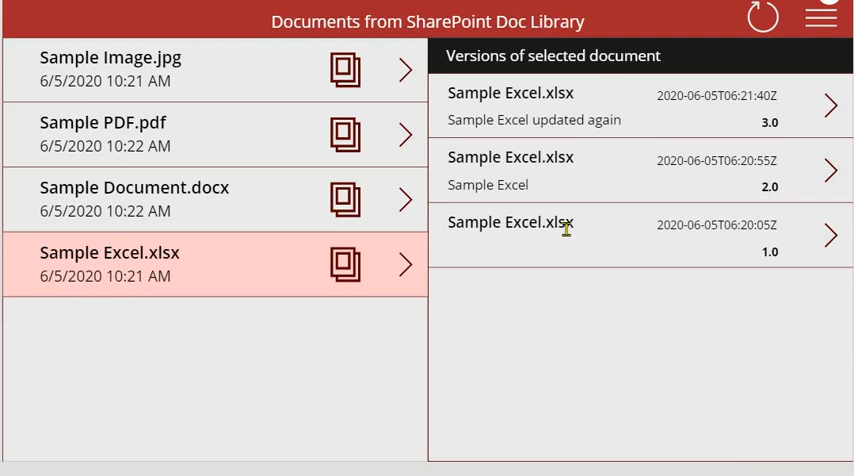 Documents from SharePoint Doc Library
Sample Image.jpg
6/5/2020 10:21 AM
Sample PDF.pdf
6/5/2020 10:22 AM
Sample Document.docx
6/5/2020 10:22 AM
Sample Excel.xlsx
6/5/2020 10:21 AM
Versions of selected document
Sample Excel.xlsx 2020-06-05T06:21:40Z
Sample Excel updated again 3.0
Sample Excel.xlsx 2020-06-05T06:20:55Z
Sample Excel 2.0
Sample Excel.xlsx 2020-06-05T06:20:05Z
1.0